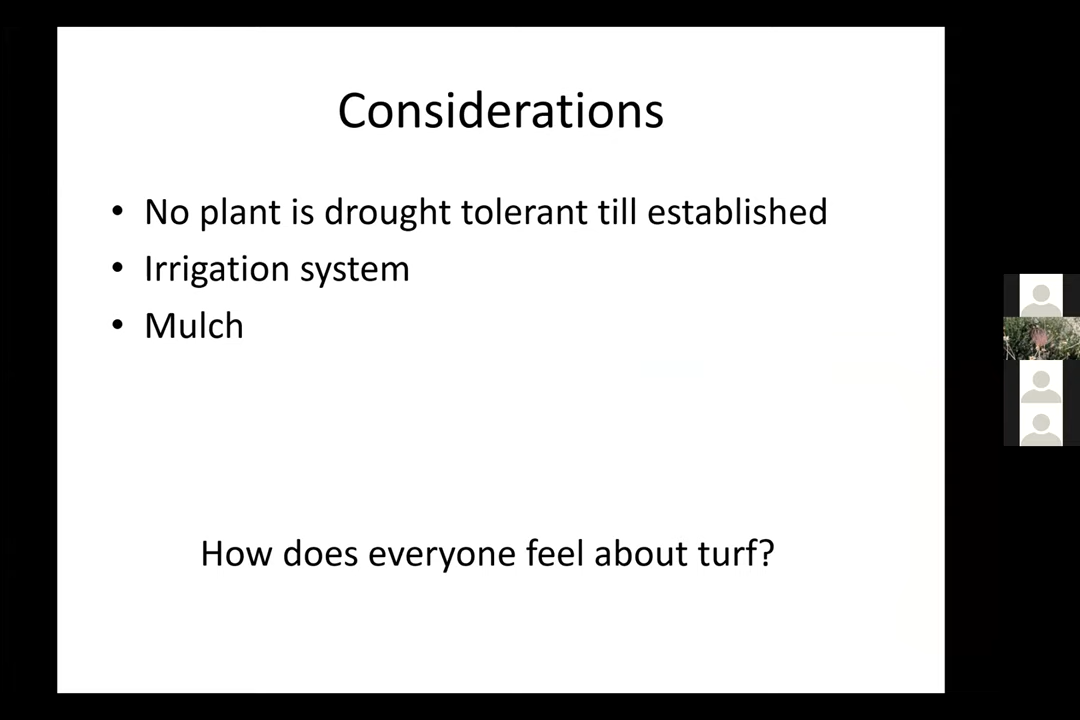 Considerations
• No plant is drought tolerant till established
• Irrigation system
• Mulch
How does everyone feel about turf?